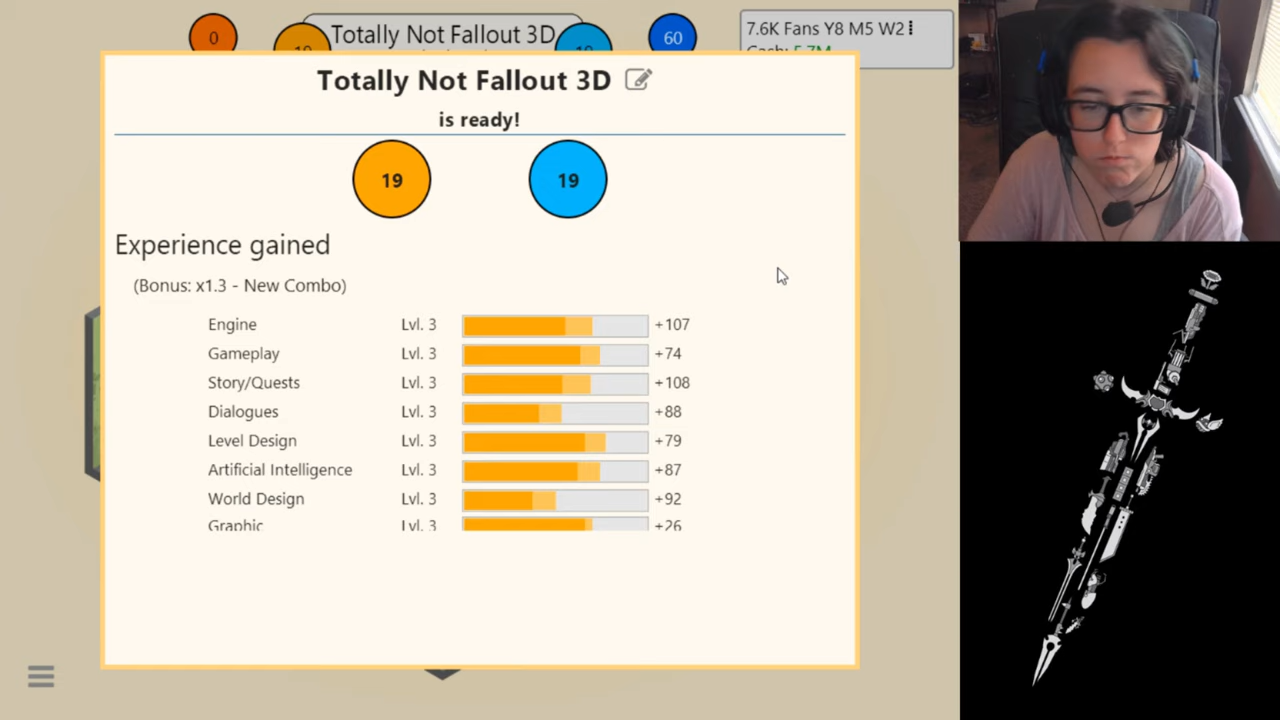 0
Totally Not Fallout 3D
60
7.6K Fans Y8 M5 W2
Totally Not Fallout 3D
is ready!
19
19
Experience gained
(Bonus: x1.3 - New Combo)
Engine Lvl. 3 +107
Gameplay Lvl. 3 +74
Story/Quests Lvl. 3 +108
Dialogues Lvl. 3 +88
Level Design Lvl. 3 +79
Artificial Intelligence Lvl. 3 +87
World Design Lvl. 3 +92
Graphic Lvl. 3 +26